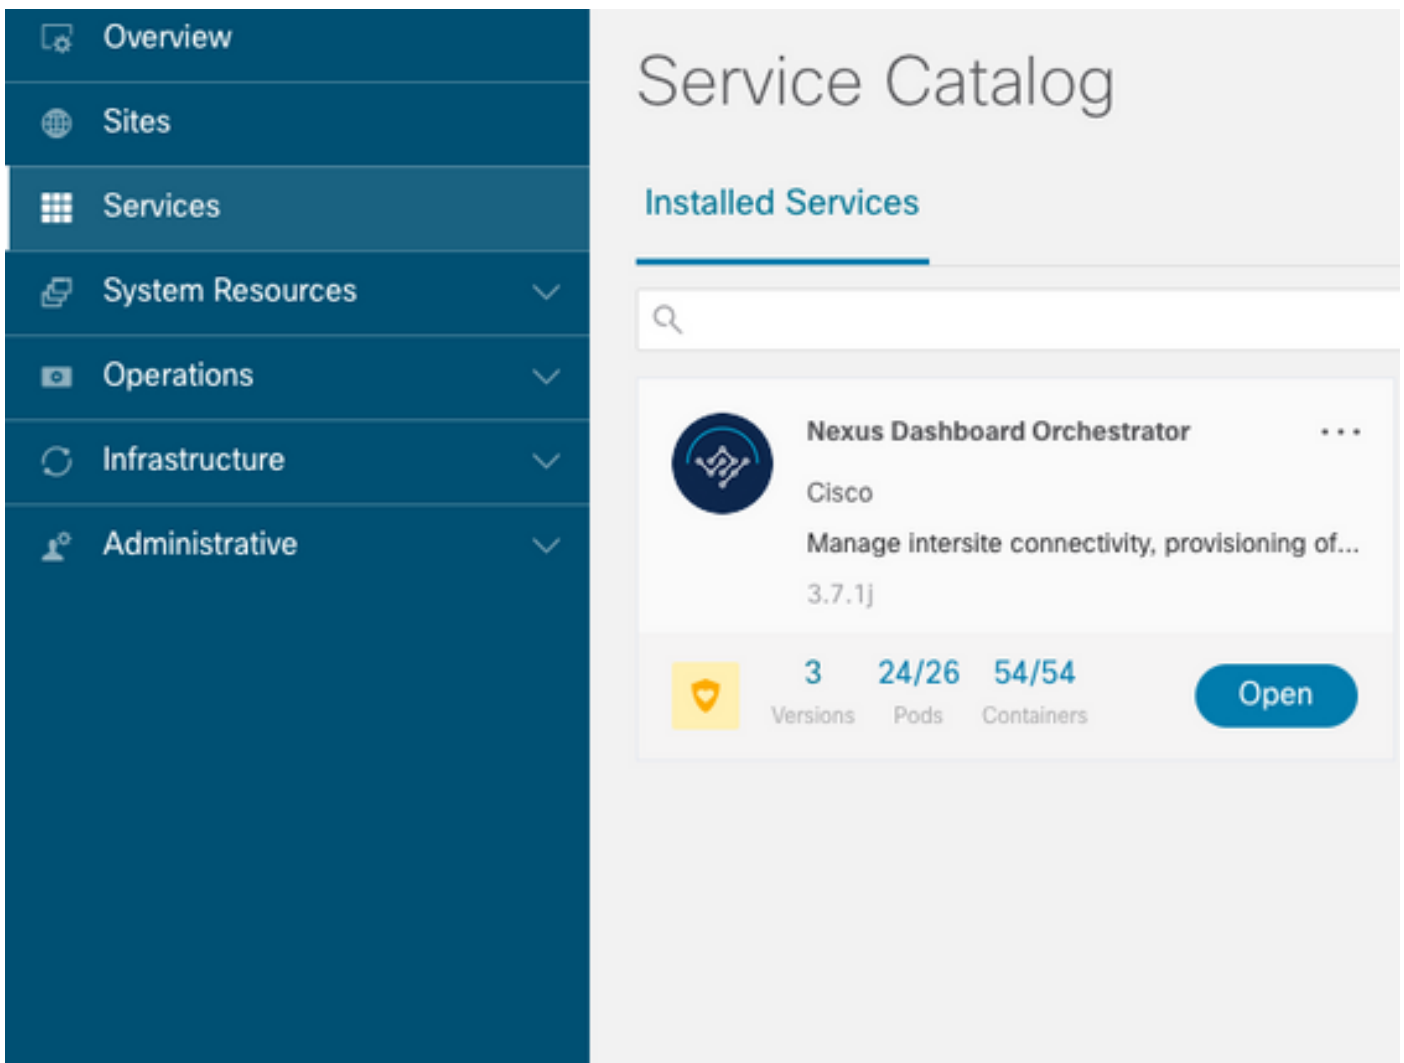 Overview
Sites
Services
System Resources
Operations
Infrastructure
Administrative
Service Catalog
Installed Services
Nexus Dashboard Orchestrator
Cisco
Manage intersite connectivity, provisioning of...
3.7.1j
3 24/26 54/54
Versions Pods Containers
Open